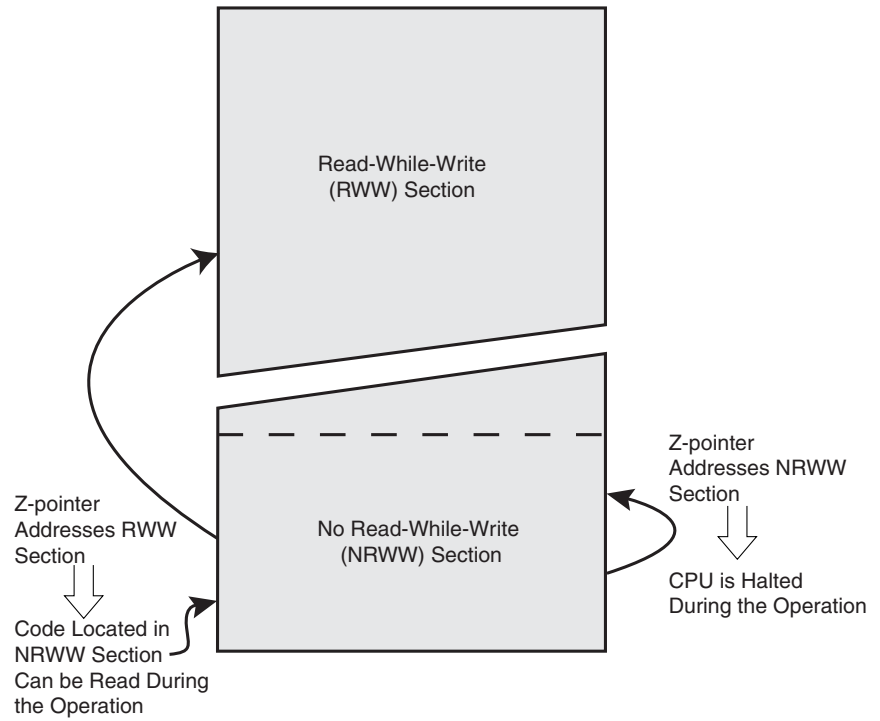 Read-While-Write
(RWW) Section
Z-pointer
Addresses NRWW
Section
Z-pointer
Addresses RWW
Section
No Read-While-Write
(NRWW) Section
CPU is Halted
During the Operation
Code Located in
NRWW Section
Can be Read During
the Operation